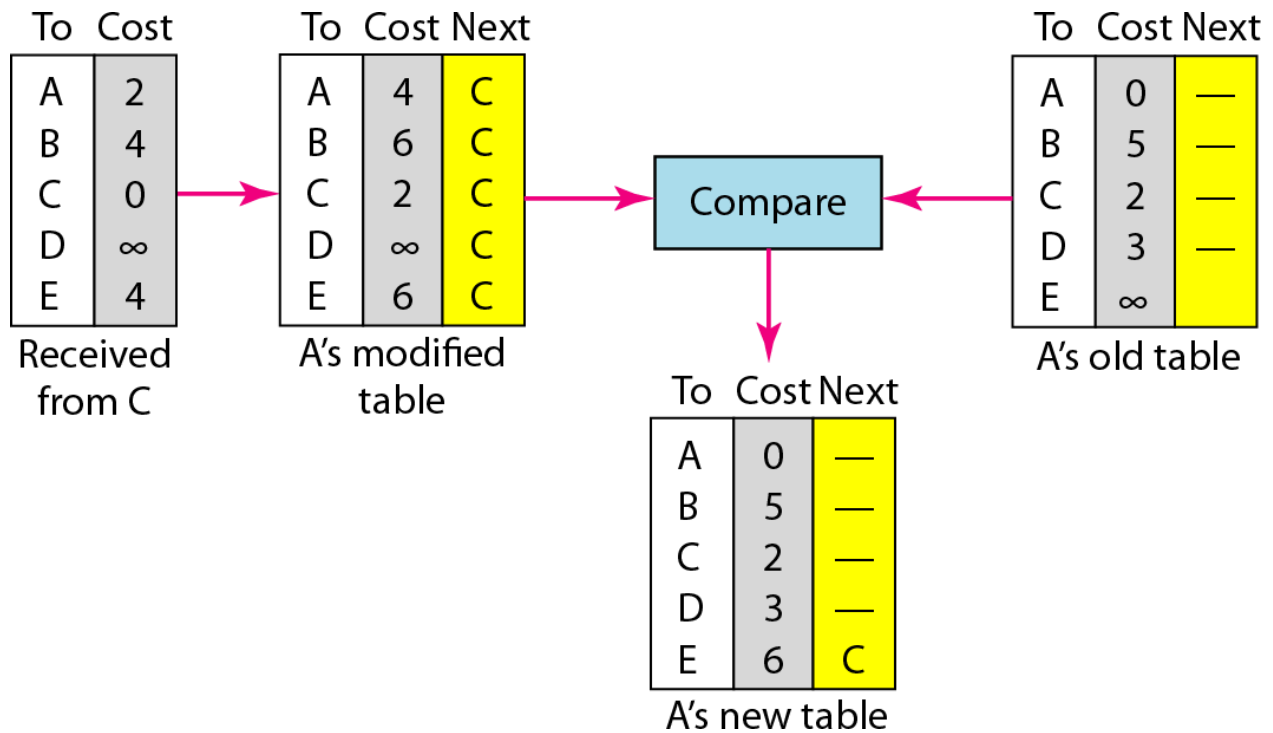 To Cost
A 2
B 4
C 0
D ∞
E 4
Received
from C
To Cost Next
A 4 C
B 6 C
C 2 C
D ∞ C
E 6 C
A's modified
table
Compare
To Cost Next
A 0 —
B 5 —
C 2 —
D 3 —
E ∞
A's old table
To Cost Next
A 0 —
B 5 —
C 2 —
D 3 —
E 6 C
A's new table